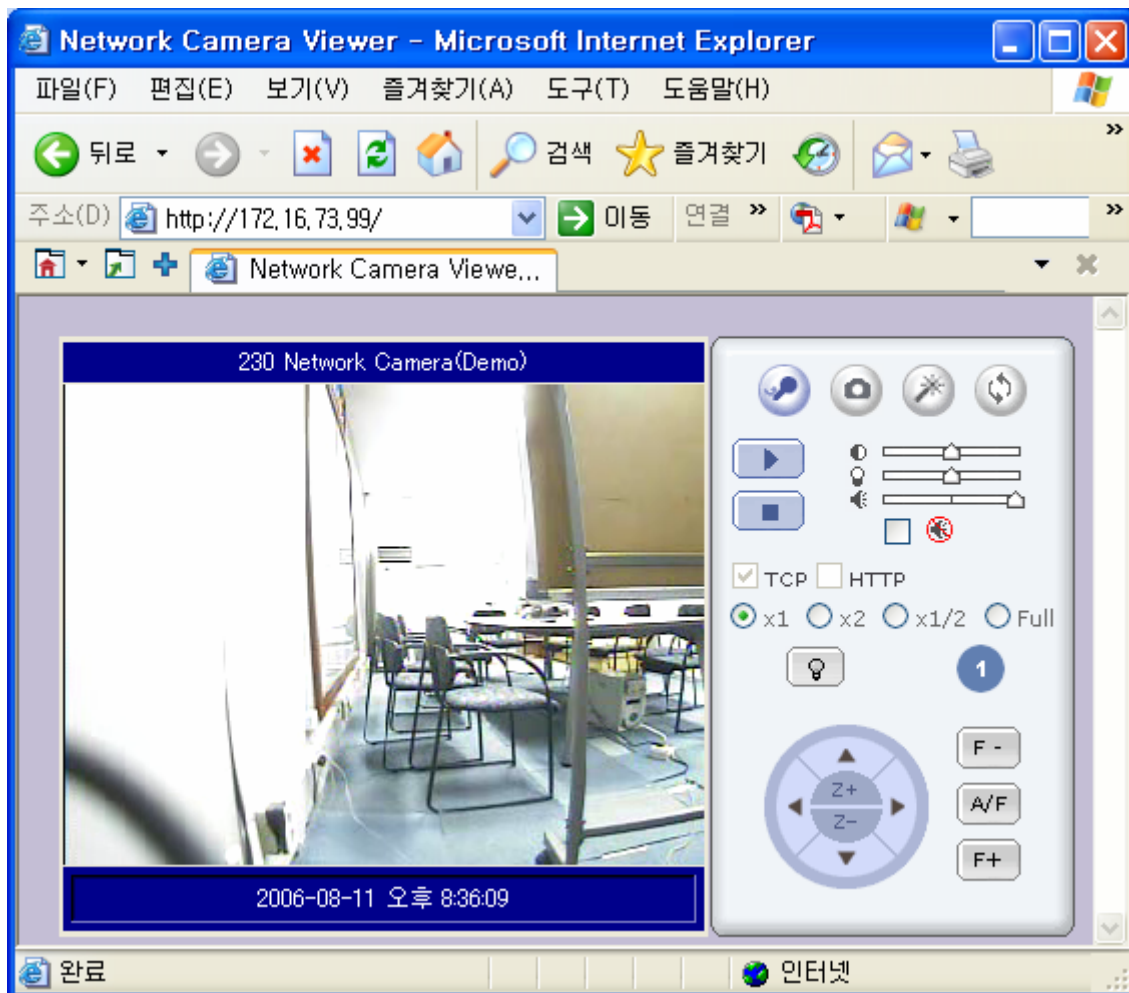 Network Camera Viewer - Microsoft Internet Explorer
파일(F) 편집(E) 보기(V) 즐겨찾기(A) 도구(T) 도움말(H)
뒤로 검색 즐겨찾기 »
주소(D) http://172,16,73,99/ 이동 연결 » »
Network Camera Viewe...
230 Network Camera(Demo)
TCP HTTP
x1 x2 x1/2 Full
1
F -
Z+
A/F
Z-
F+
2006-08-11 오후 8:36:09
완료 인터넷